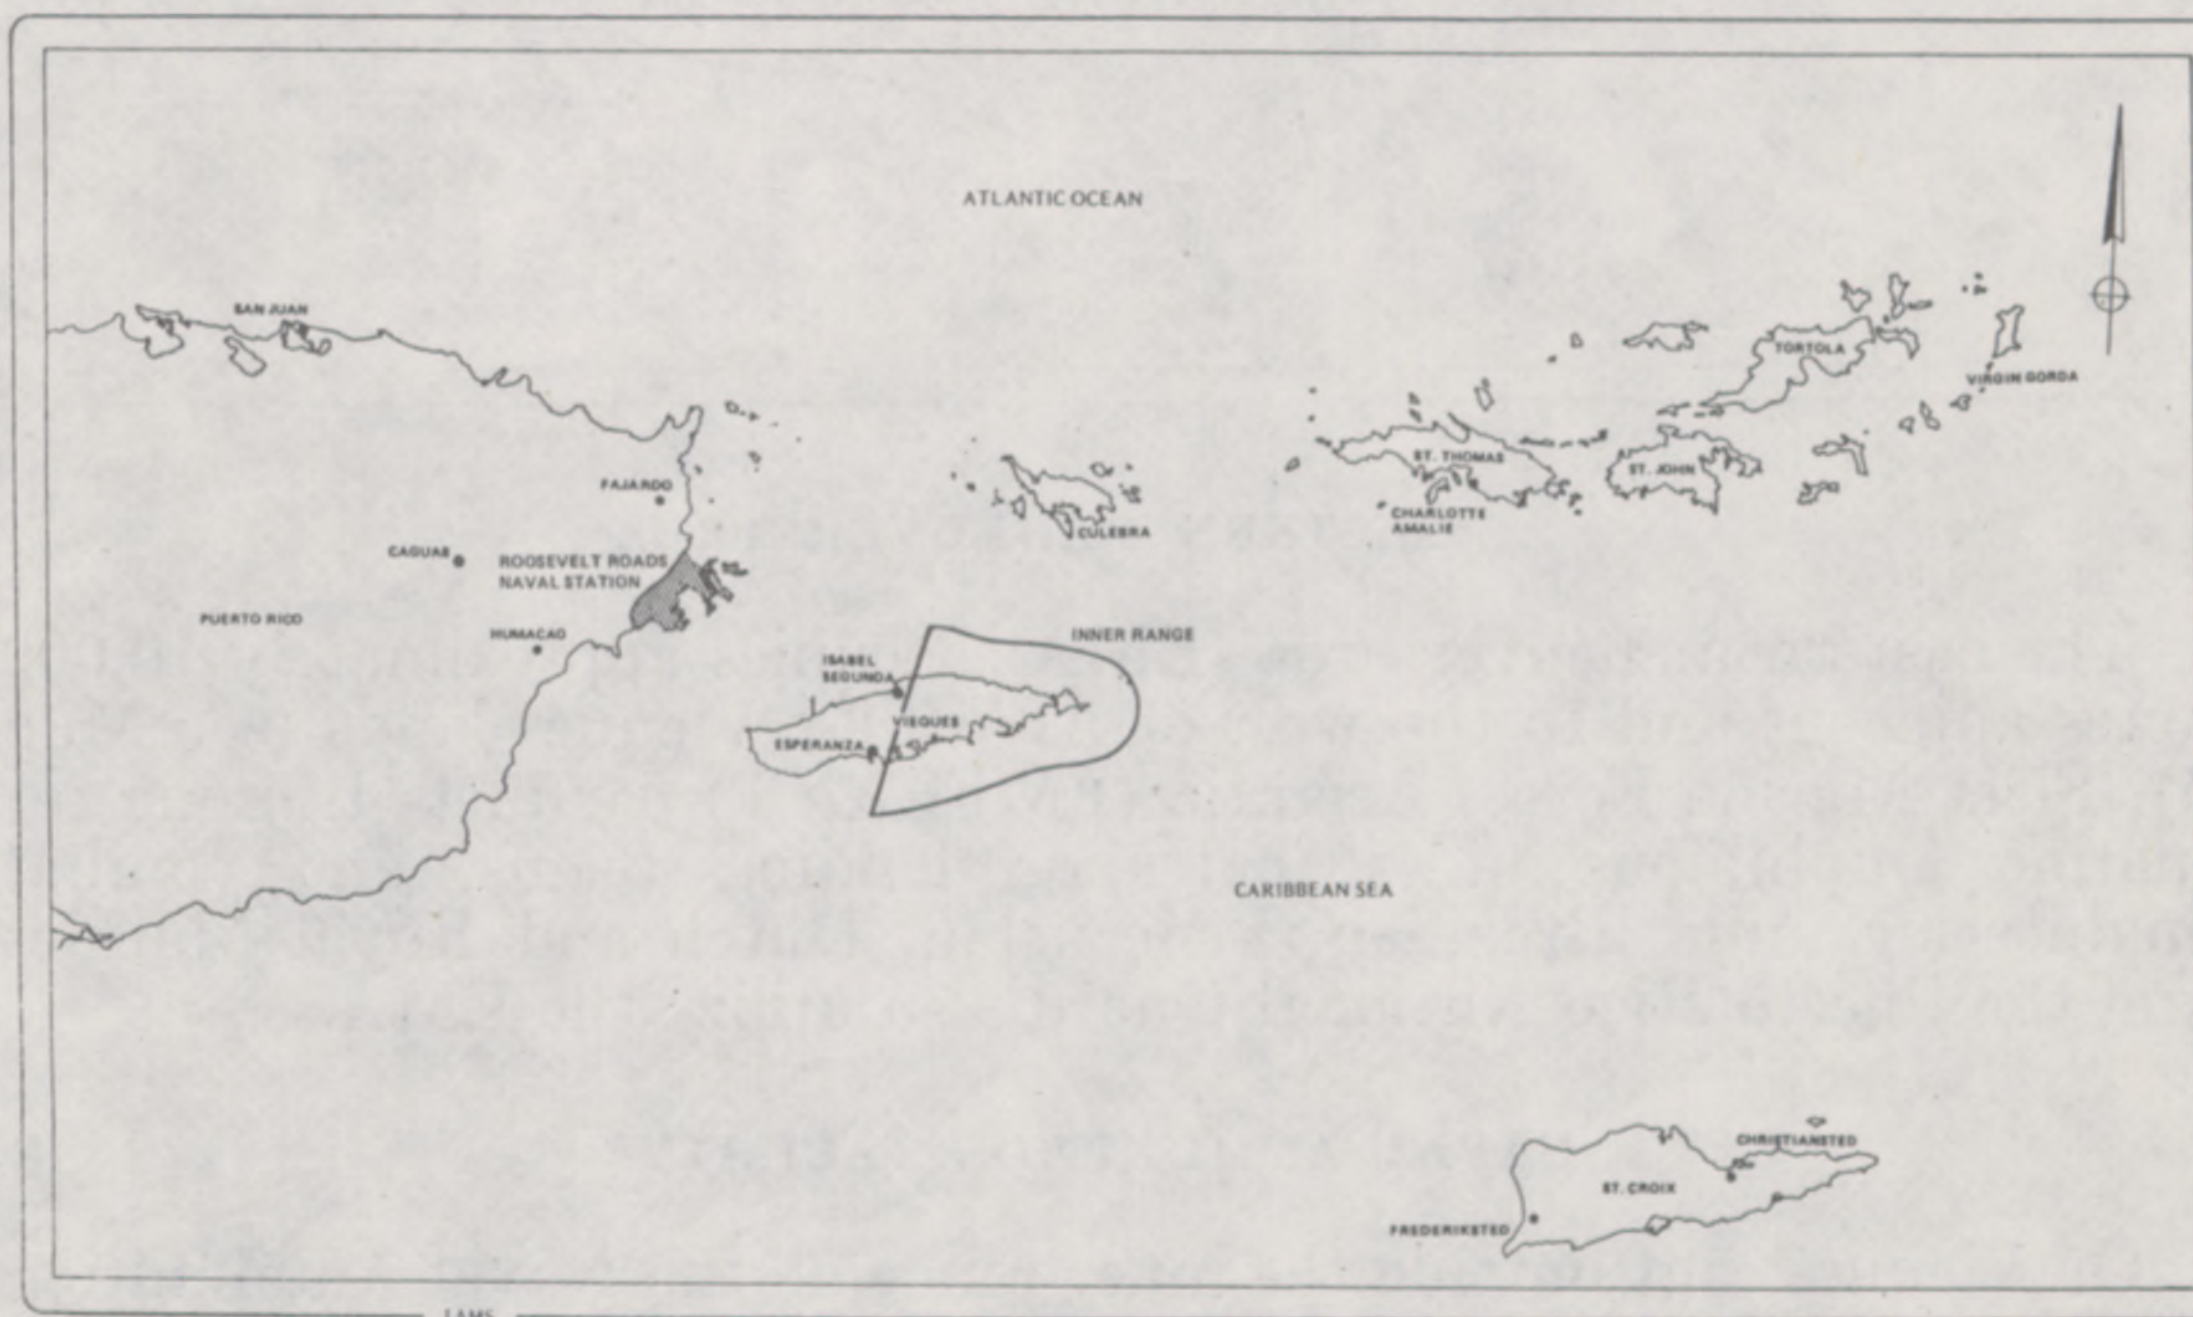 ATLANTIC OCEAN
SAN JUAN
TORTOLA
VIRGIN GORDA
ST. THOMAS
ST. JOHN
FAJARDO
CHARLOTTE
AMALIE
CULEBRA
CAGUAS
ROOSEVELT ROADS
NAVAL STATION
PUERTO RICO
HUMACAO
INNER RANGE
ISABEL
SEGUNDA
VIEQUES
ESPERANZA
CARIBBEAN SEA
CHRISTIANSTED
ST. CROIX
FREDERIKSTED
TAMS